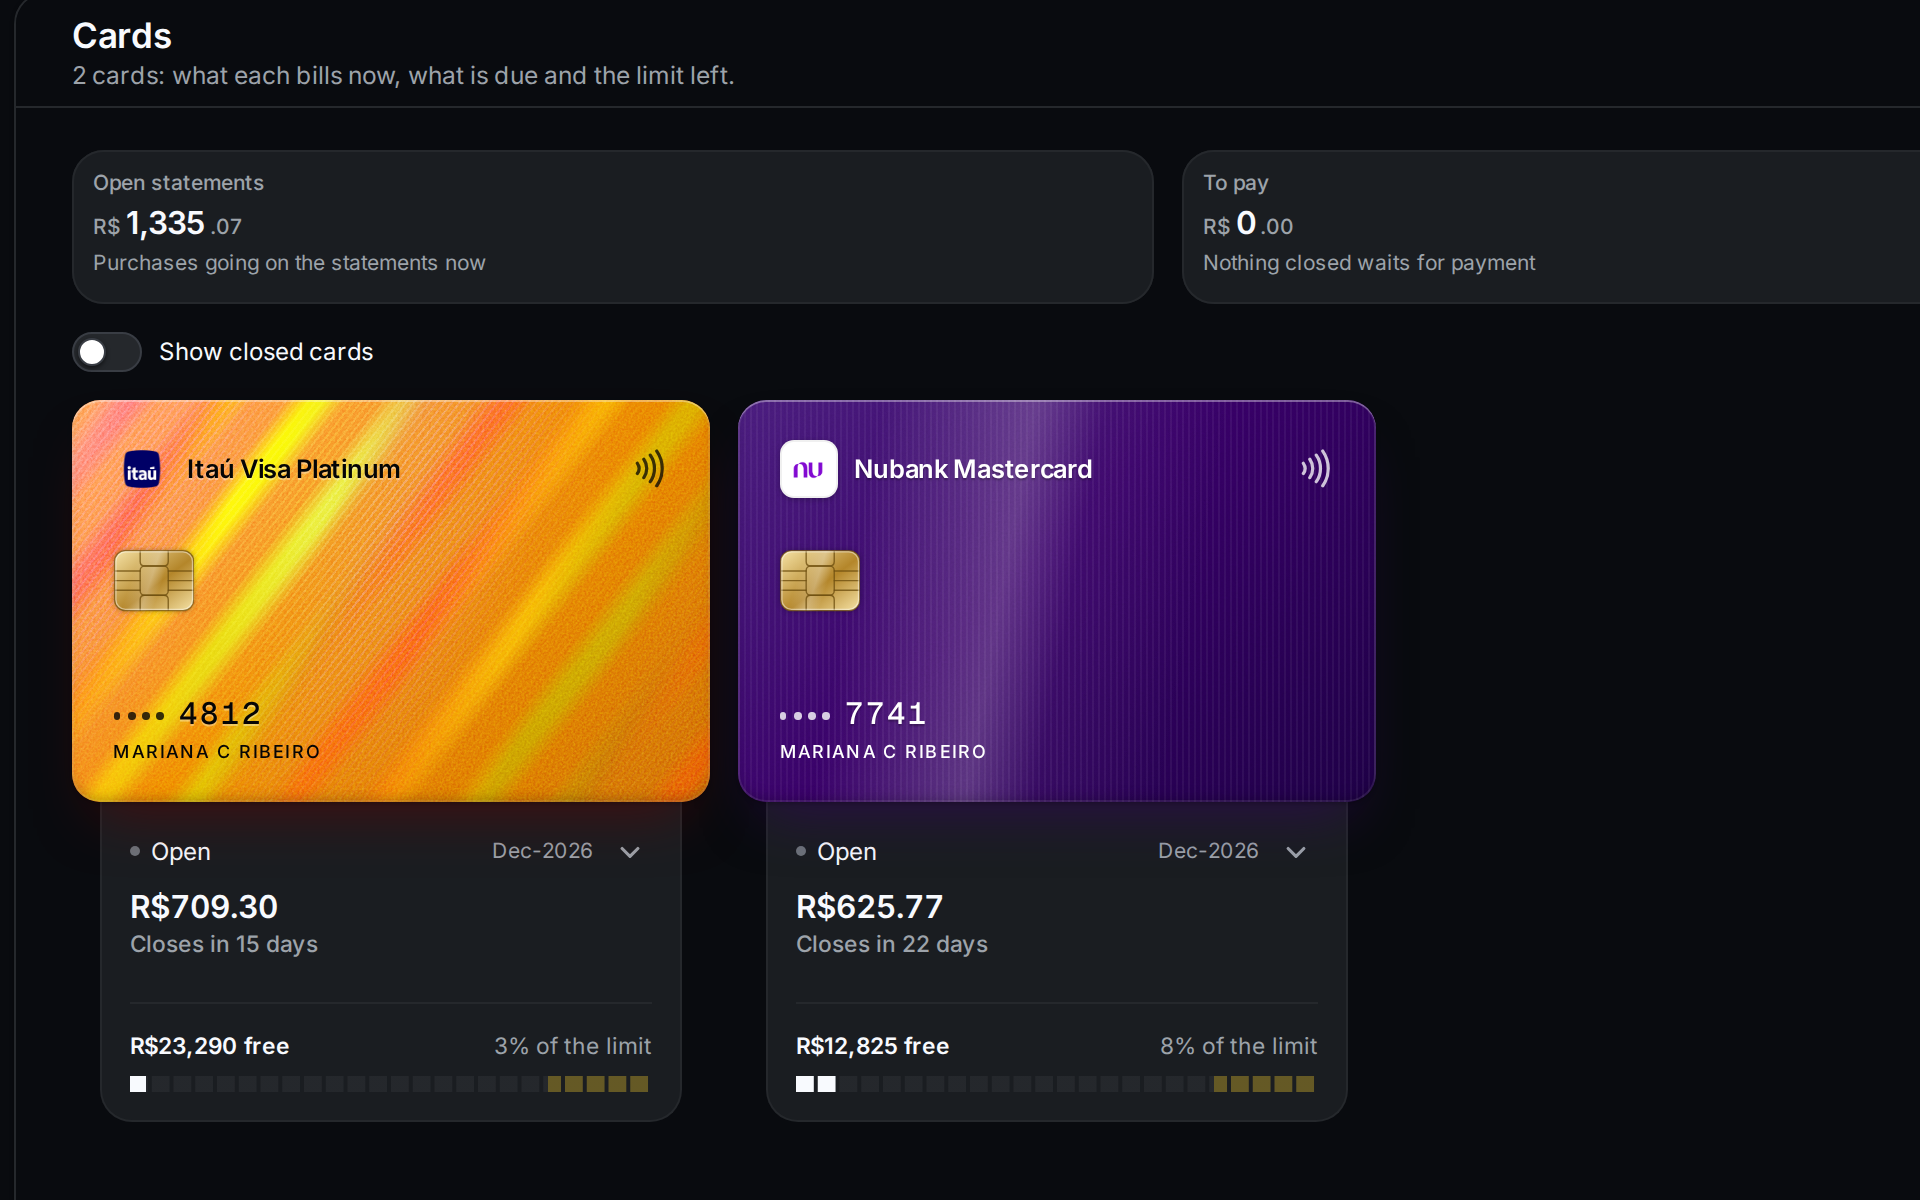 Cards
2 cards: what each bills now, what is due and the limit left.
Open statements
R$ 1,335 .07
Purchases going on the statements now
To pay
R$ 0 .00
Nothing closed waits for payment
Show closed cards
itaú Itaú Visa Platinum
•••• 4812
MARIANA C RIBEIRO
Open Dec-2026
R$709.30
Closes in 15 days
R$23,290 free 3% of the limit
nu Nubank Mastercard
•••• 7741
MARIANA C RIBEIRO
Open Dec-2026
R$625.77
Closes in 22 days
R$12,825 free 8% of the limit